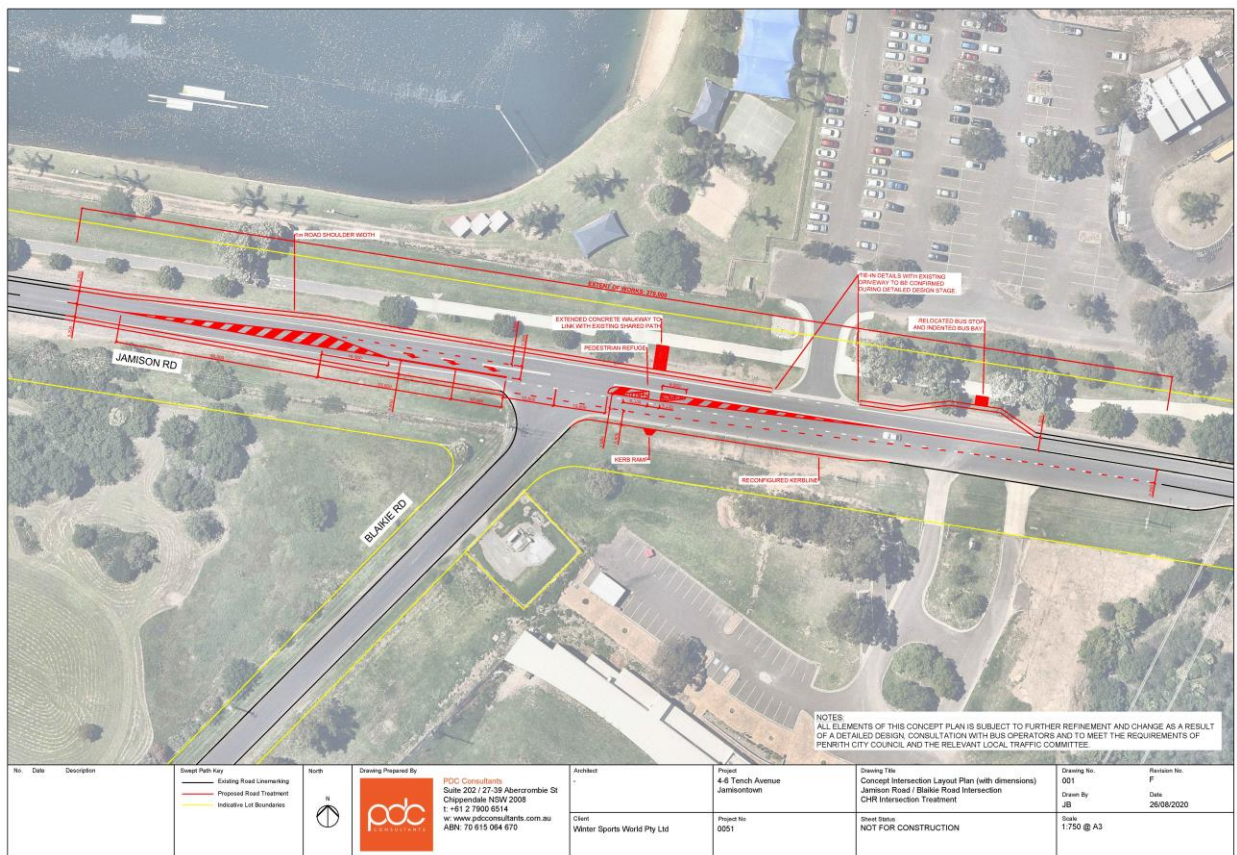 1m ROAD SHOULDER WIDTH
EXTENT OF WORKS: 270.000
TIE-IN DETAILS WITH EXISTING
DRIVEWAY TO BE CONFIRMED
DURING DETAILED DESIGN STAGE
EXTENDED CONCRETE WALKWAY TO
LINK WITH EXISTING SHARED PATH
RELOCATED BUS STOP
AND INDENTED BUS BAY
PEDESTRIAN REFUGE
JAMISON RD
KERB RAMP
RECONFIGURED KERBLINE
BLAIKIE RD
NOTES:
ALL ELEMENTS OF THIS CONCEPT PLAN IS SUBJECT TO FURTHER REFINEMENT AND CHANGE AS A RESULT
OF A DETAILED DESIGN, CONSULTATION WITH BUS OPERATORS AND TO MEET THE REQUIREMENTS OF
PENRITH CITY COUNCIL AND THE RELEVANT LOCAL TRAFFIC COMMITTEE.
No. Date Description
Swept Path Key
Existing Road Linemarking
Proposed Road Treatment
Indicative Lot Boundaries
North
N
Drawing Prepared By
pdc
CONSULTANTS
PDC Consultants
Suite 202 / 27-39 Abercrombie St
Chippendale NSW 2008
t: +61 2 7900 6514
w: www.pdcconsultants.com.au
ABN: 70 615 064 670
Architect
-
Client
Winter Sports World Pty Ltd
Project
4-6 Tench Avenue
Jamisontown
Project No
0051
Drawing Title
Concept Intersection Layout Plan (with dimensions)
Jamison Road / Blaikie Road Intersection
CHR Intersection Treatment
Sheet Status
NOT FOR CONSTRUCTION
Drawing No.
001
Revision No.
F
Drawn By
JB
Date
26/08/2020
Scale
1:750 @ A3